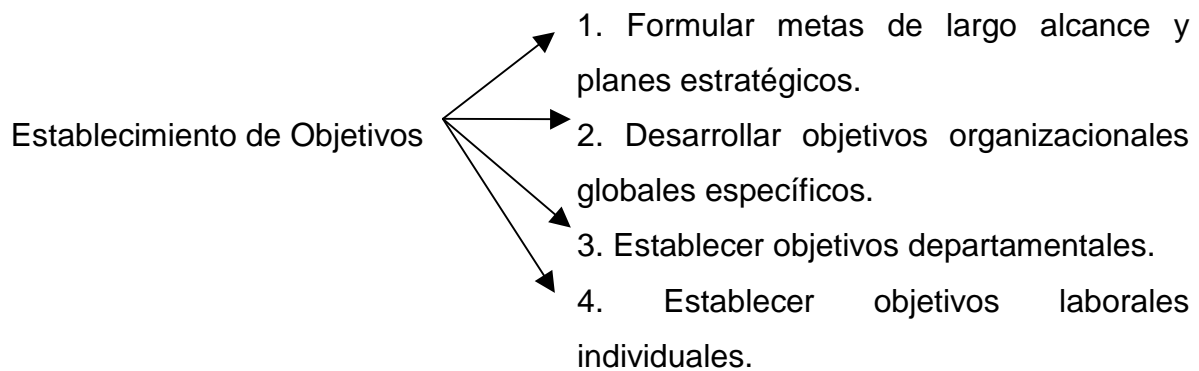 1. Formular metas de largo alcance y
planes estratégicos.
Establecimiento de Objetivos
2. Desarrollar objetivos organizacionales
globales específicos.
3. Establecer objetivos departamentales.
4. Establecer objetivos laborales
individuales.